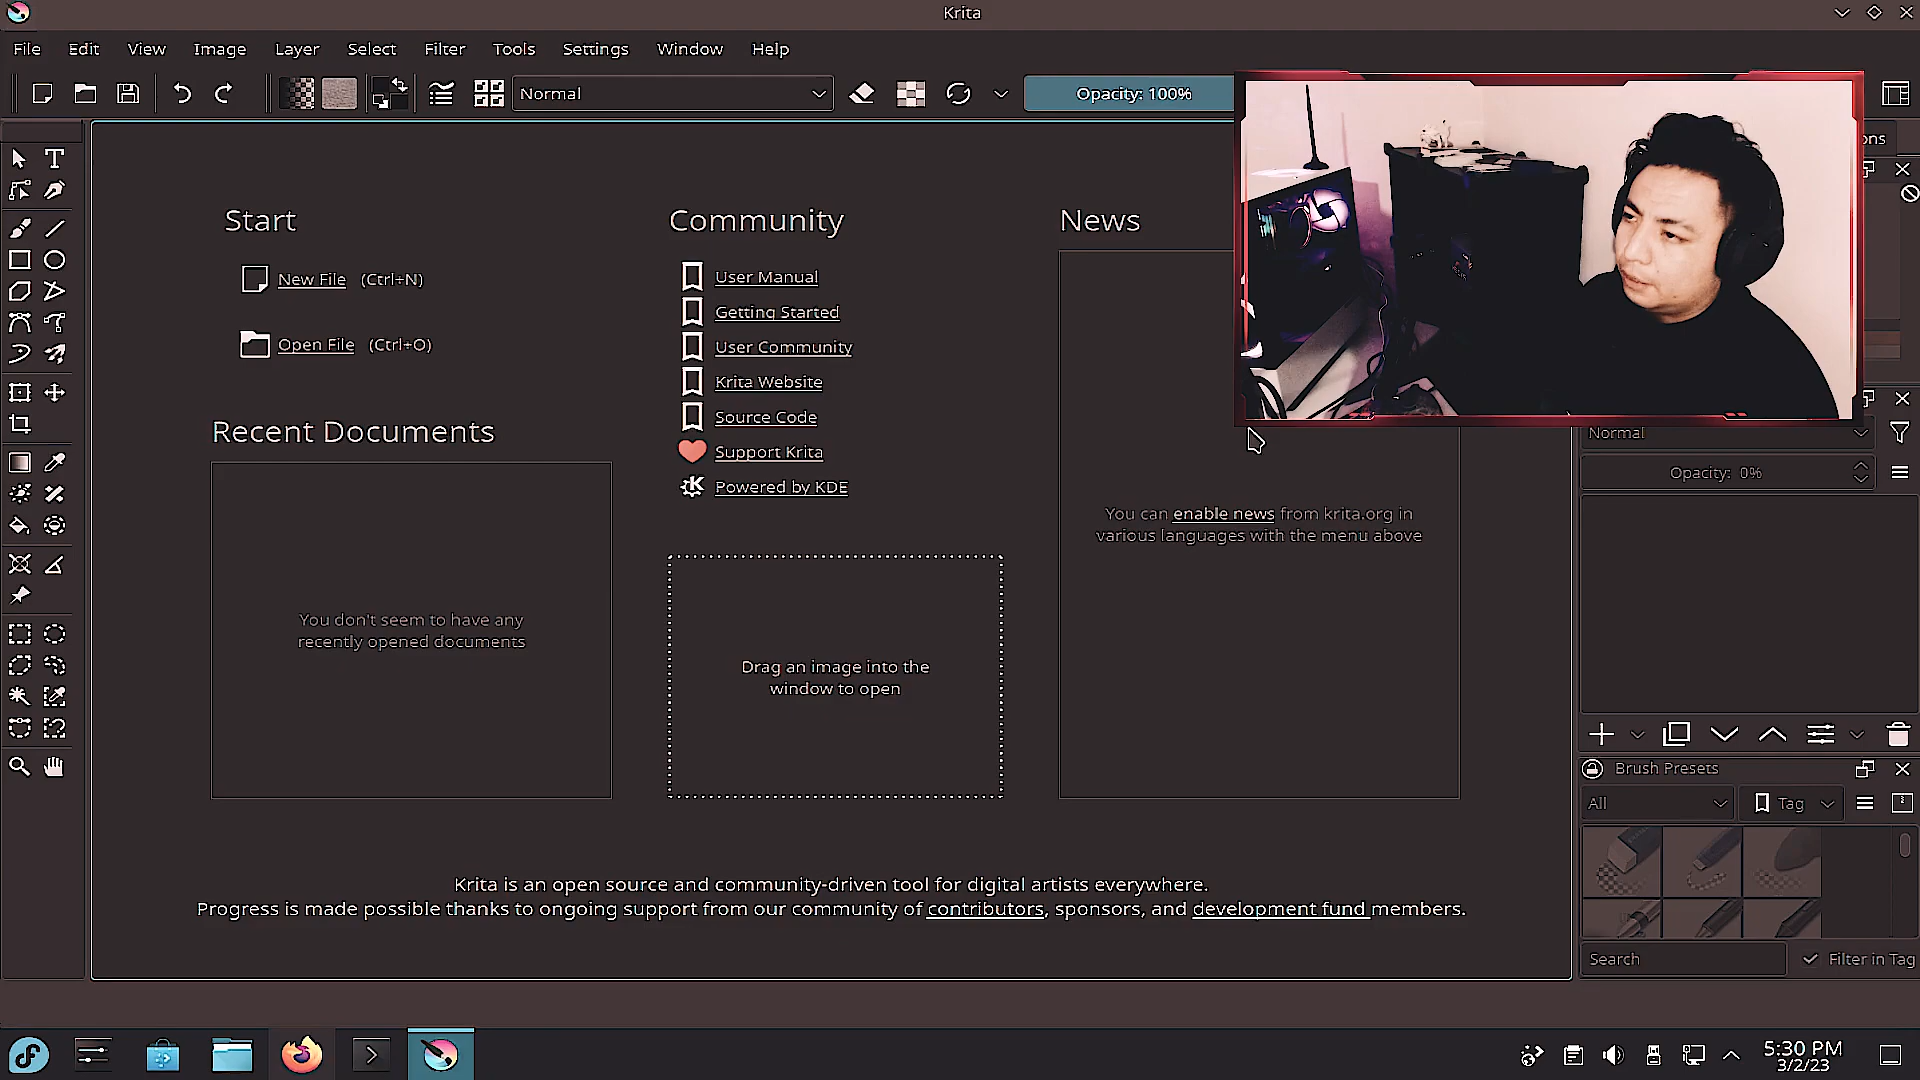 Krita
File Edit View Image Layer Select Filter Tools Settings Window Help
Normal
Opacity: 100%
ons
Start
New File (Ctrl+N)
Open File (Ctrl+O)
Recent Documents
You don't seem to have any
recently opened documents
Community
User Manual
Getting Started
User Community
Krita Website
Source Code
Support Krita
Powered by KDE
Drag an image into the
window to open
News
You can enable news from krita.org in
various languages with the menu above
Krita is an open source and community-driven tool for digital artists everywhere.
Progress is made possible thanks to ongoing support from our community of contributors, sponsors, and development fund members.
Normal
Opacity: 0%
Brush Presets
All
Tag
Search
Filter in Tag
5:30 PM
3/2/23